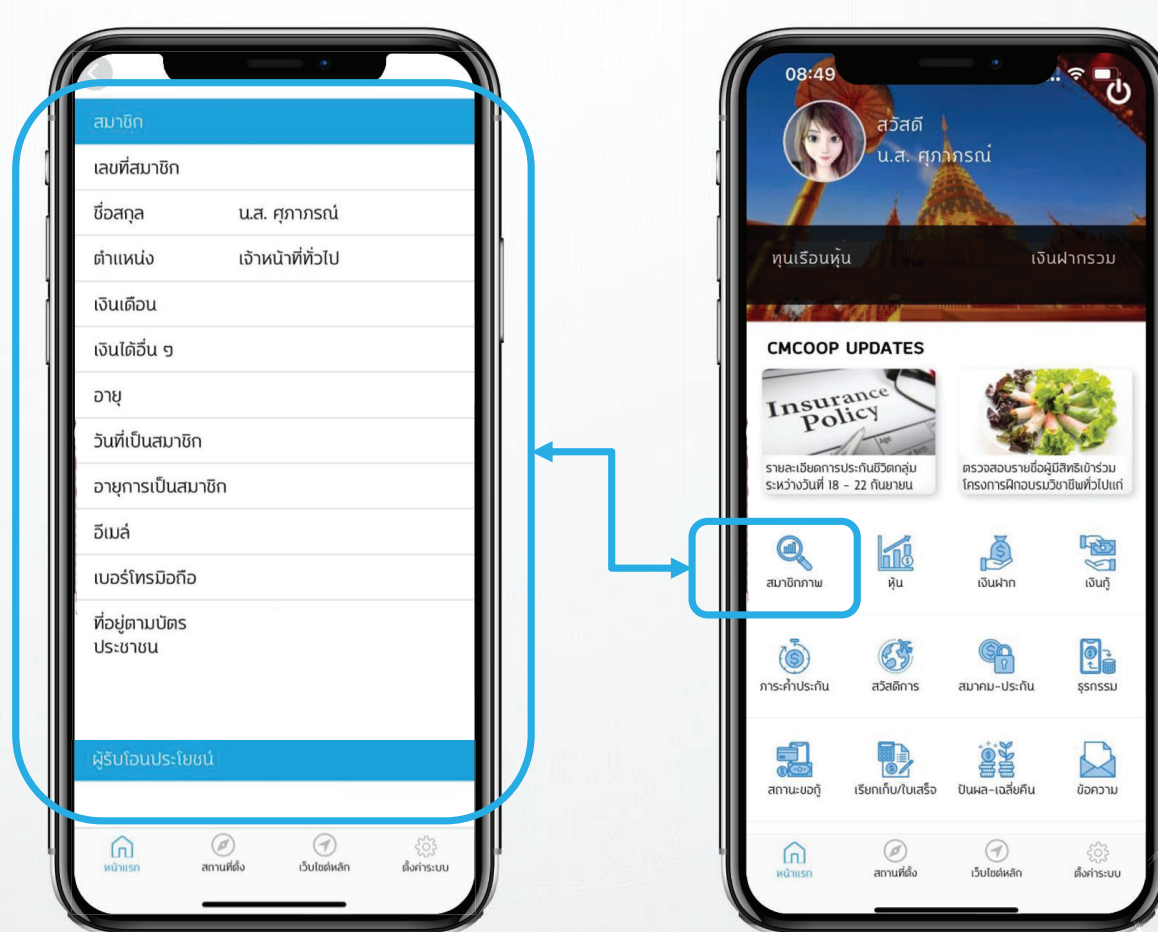 สมาชิก
เลขที่สมาชิก
ชื่อสกุล น.ส. ศุภาภรณ์
ตำแหน่ง เจ้าหน้าที่ทั่วไป
เงินเดือน
เงินได้อื่น ๆ
อายุ
วันที่เป็นสมาชิก
อายุการเป็นสมาชิก
อีเมล์
เบอร์โทรมือถือ
ที่อยู่ตามบัตร
ประชาชน
ผู้รับโอนประโยชน์
หน้าแรก สถานที่ตั้ง เว็บไซต์หลัก ตั้งค่าระบบ
08:49
สวัสดี
น.ส. ศุภาภรณ์
ทุนเรือนหุ้น เงินฝากรวม
CMCOOP UPDATES
Insurance
Policy
Age
รายละเอียดการประกันชีวิตกลุ่ม
ระหว่างวันที่ 18 - 22 กันยายน
ตรวจสอบรายชื่อผู้มีสิทธิเข้าร่วม
โครงการฝึกอบรมวิชาชีพทั่วไปแก่
สมาชิกภาพ หุ้น เงินฝาก เงินกู้
ภาระค้ำประกัน สวัสดิการ สมาคม-ประกัน ธุรกรรม
สถานะขอกู้ เรียกเก็บ/ใบเสร็จ ปันผล-เฉลี่ยคืน ข้อความ
หน้าแรก สถานที่ตั้ง เว็บไซต์หลัก ตั้งค่าระบบ